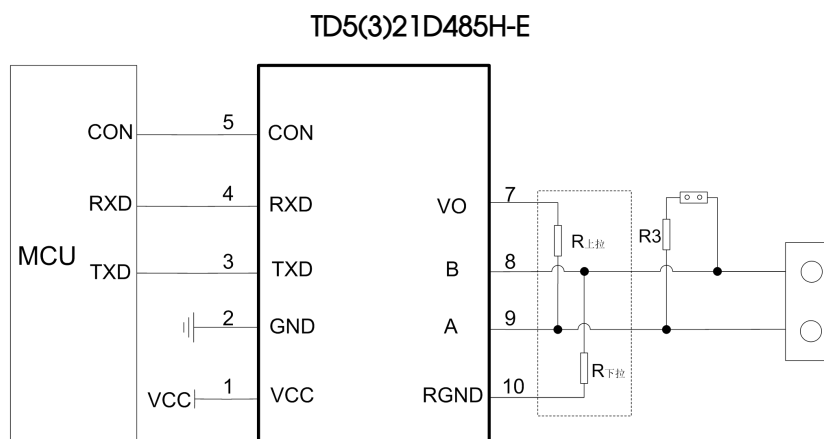 TD5(3)21D485H-E
CON 5 CON
RXD 4 RXD
VO 7
R上拉
R3
MCU
TXD 3 TXD
B 8
2 GND
A 9
R下拉
VCC 1 VCC
RGND 10